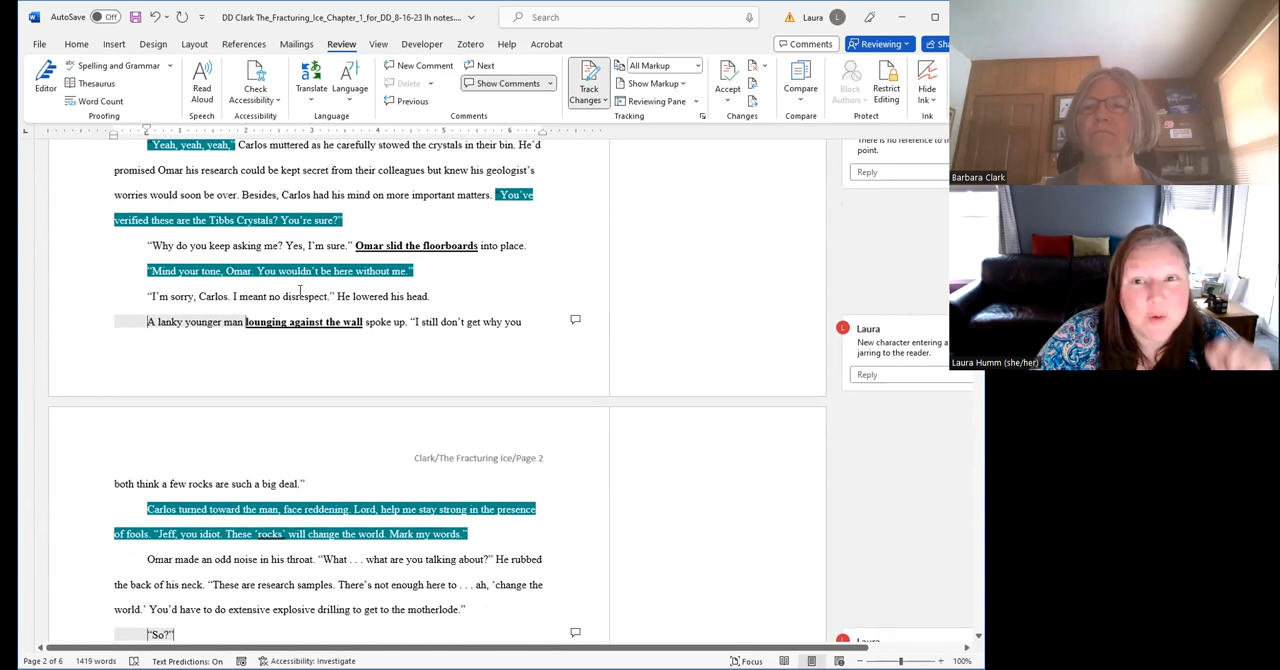 DD Clark The_Fracturing_Ice_Chapter_1_for_DD_8-16-23 lh notes....
AutoSave Off
Search
Laura L
File Home Insert Design Layout References Mailings Review View Developer Zotero Help Acrobat
Comments Reviewing
Editor
Spelling and Grammar
Thesaurus
Word Count
Proofing
Read Aloud
Speech
Check Accessibility
Accessibility
Translate
Language
Language
New Comment
Delete
Previous
Next
Show Comments
Comments
Track Changes
All Markup
Show Markup
Reviewing Pane
Tracking
Accept
Changes
Compare
Compare
Block Authors
Restrict Editing
Protect
Hide Ink
Ink
1 2 3 4 5 6
“Yeah, yeah, yeah,” Carlos muttered as he carefully stowed the crystals in their bin. He’d
promised Omar his research could be kept secret from their colleagues but knew his geologist’s
worries would soon be over. Besides, Carlos had his mind on more important matters. “You’ve
verified these are the Tibbs Crystals? You’re sure?”
“Why do you keep asking me? Yes, I’m sure.” Omar slid the floorboards into place.
“Mind your tone, Omar. You wouldn’t be here without me.”
“I’m sorry, Carlos. I meant no disrespect.” He lowered his head.
A lanky younger man lounging against the wall spoke up. “I still don’t get why you
Clark/The Fracturing Ice/Page 2
both think a few rocks are such a big deal.”
Carlos turned toward the man, face reddening. Lord, help me stay strong in the presence
of fools. “Jeff, you idiot. These ‘rocks’ will change the world. Mark my words.”
Omar made an odd noise in his throat. “What . . . what are you talking about?” He rubbed
the back of his neck. “These are research samples. There’s not enough here to . . . ah, ‘change the
world.’ You’d have to do extensive explosive drilling to get to the motherlode.”
“So?”
There is no reference to th
point.
Reply
Laura
New character entering a
jarring to the reader.
Reply
Laura
Barbara Clark
Laura Humm (she/her)
Page 2 of 6 1419 words Text Predictions: On Accessibility: Investigate Focus 100%